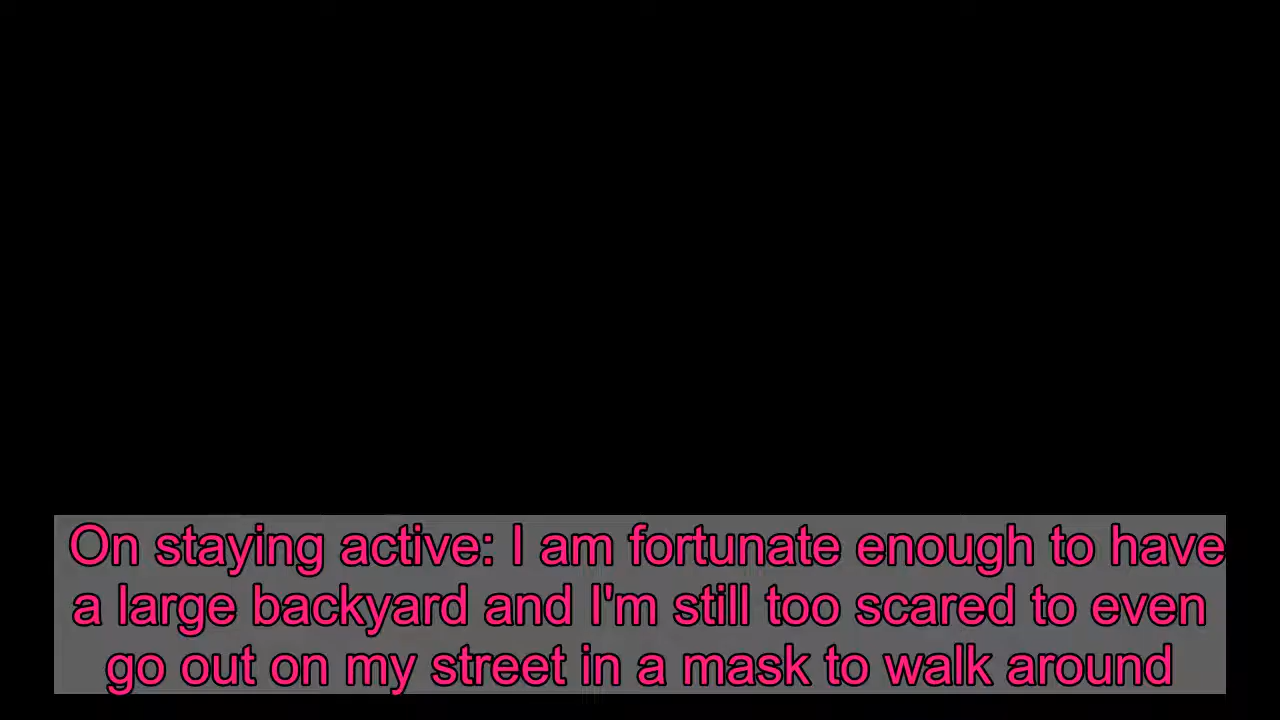 On staying active: I am fortunate enough to have
a large backyard and I'm still too scared to even
go out on my street in a mask to walk around